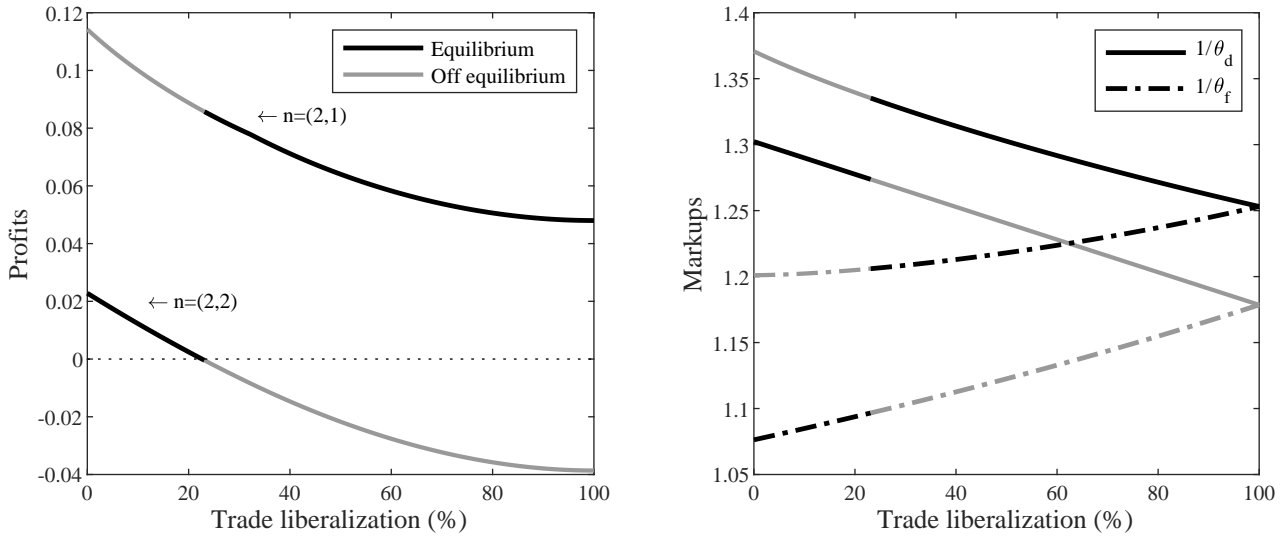 0.12
0.1
0.08
0.06
0.04
0.02
0
-0.02
-0.04
Profits
Equilibrium
Off equilibrium
← n=(2,1)
← n=(2,2)
0 20 40 60 80 100
Trade liberalization (%)
1.4
1.35
1.3
1.25
1.2
1.15
1.1
1.05
Markups
1/θd
1/θf
0 20 40 60 80 100
Trade liberalization (%)